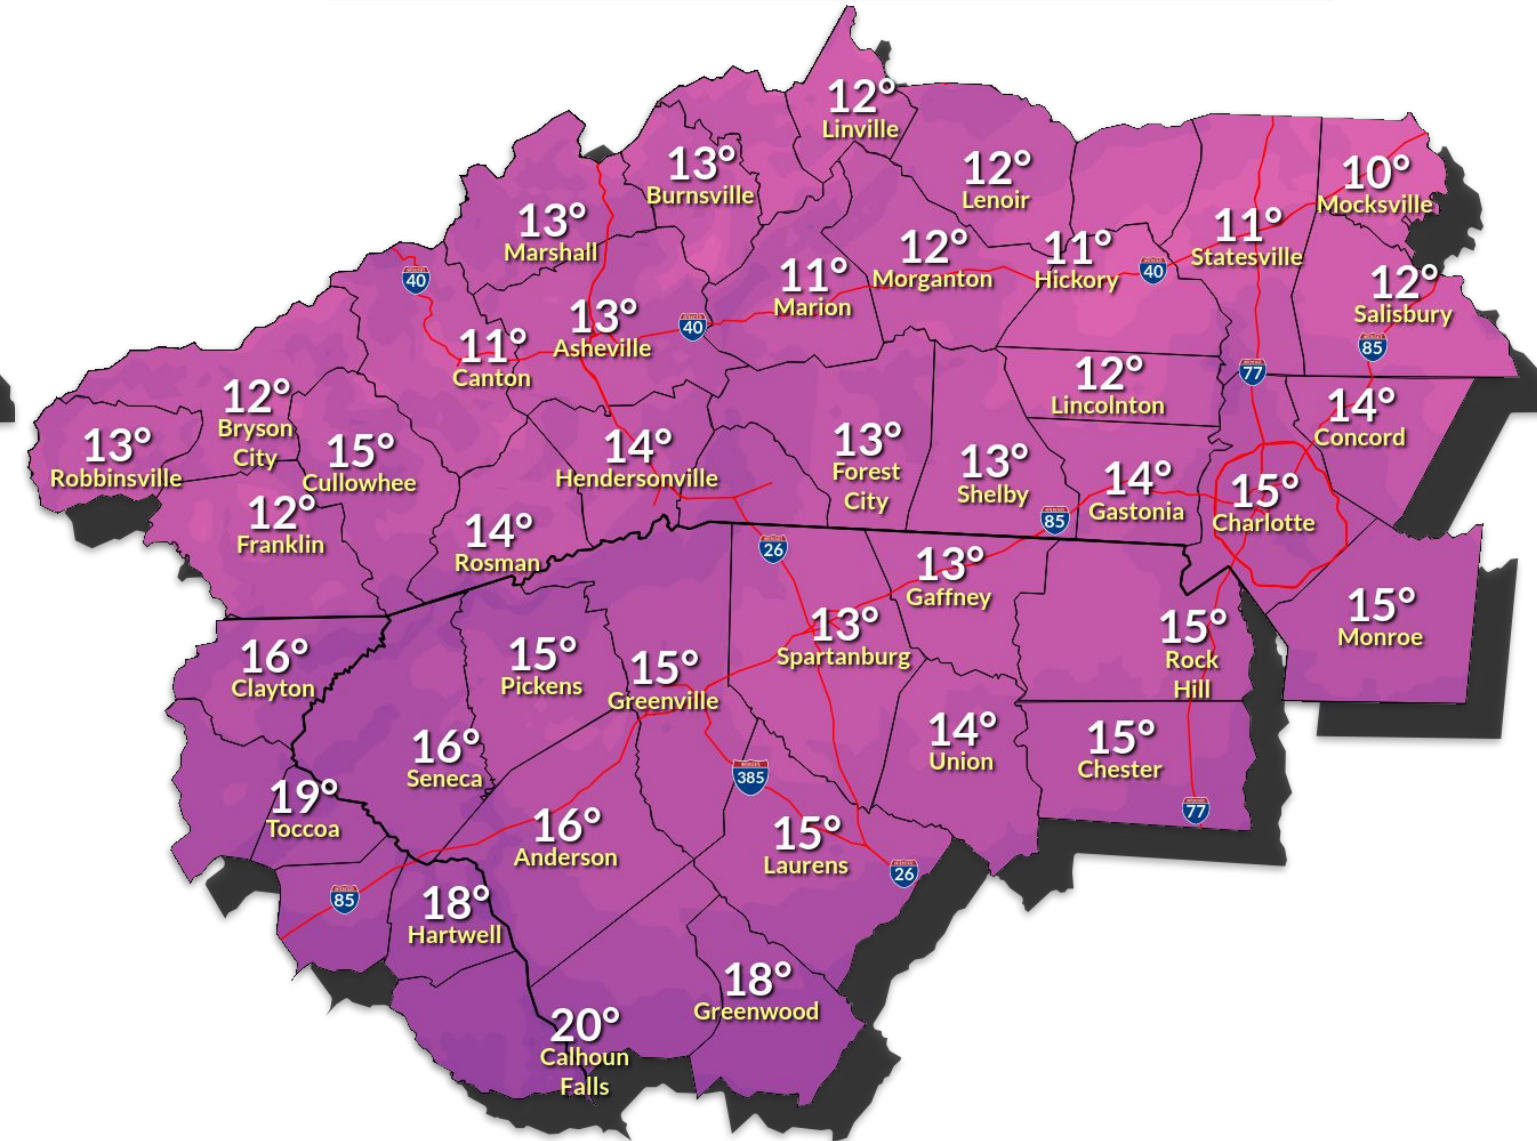 12°
Linville
13°
Burnsville
12°
Lenoir
10°
Mocksville
13°
Marshall
11°
Statesville
12°
Morganton
11°
Hickory
40
40
11°
Marion
12°
Salisbury
13°
Asheville
40
85
11°
Canton
77
12°
Lincolnton
12°
Bryson
City
14°
Concord
13°
Robbinsville
15°
Cullowhee
14°
Hendersonville
13°
Forest
City
13°
Shelby
14°
Gastonia
15°
Charlotte
12°
Franklin
85
14°
Rosman
26
13°
Gaffney
15°
Monroe
13°
Spartanburg
15°
Rock
Hill
16°
Clayton
15°
Pickens
15°
Greenville
14°
Union
15°
Chester
16°
Seneca
385
77
19°
Toccoa
16°
Anderson
15°
Laurens
26
85
18°
Hartwell
18°
Greenwood
20°
Calhoun
Falls